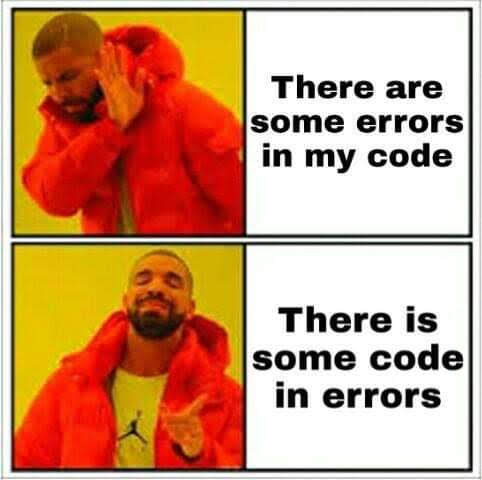 There are
some errors
in my code
There is
some code
in errors